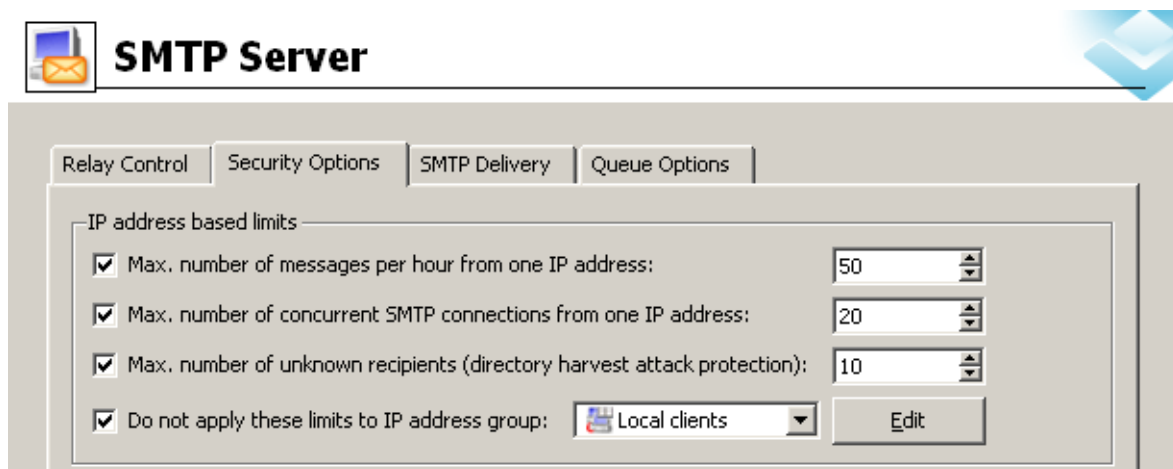 SMTP Server
Relay Control Security Options SMTP Delivery Queue Options
IP address based limits
Max. number of messages per hour from one IP address: 50
Max. number of concurrent SMTP connections from one IP address: 20
Max. number of unknown recipients (directory harvest attack protection): 10
Do not apply these limits to IP address group: Local clients Edit